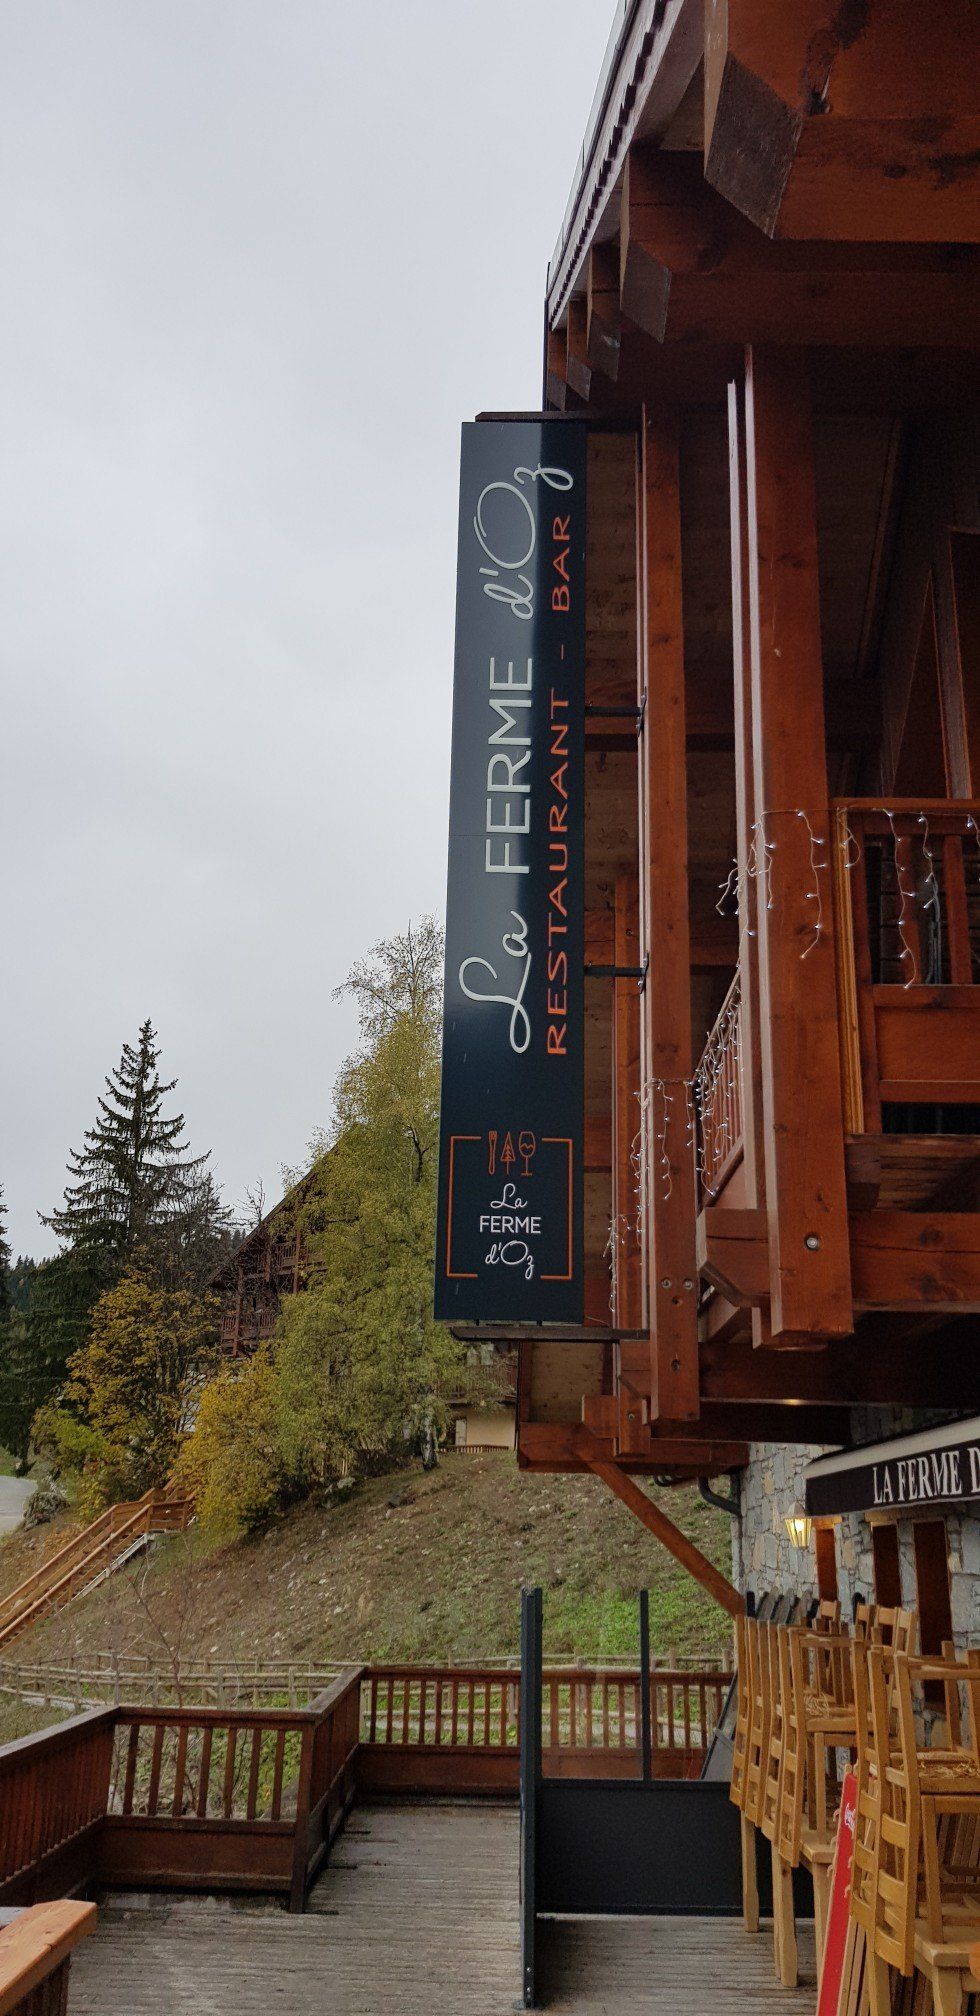 La FERME d'Oz
RESTAURANT - BAR
La
FERME
d'Oz
LA FERME D